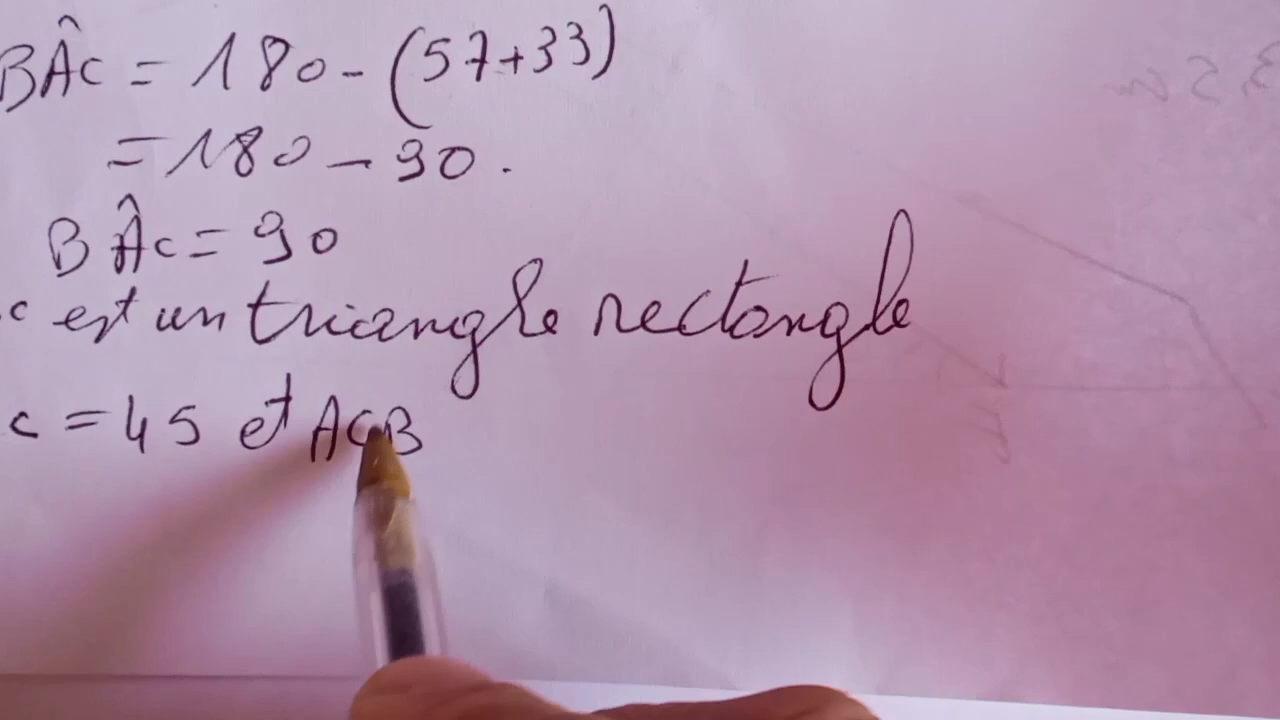 BÂC = 180 - (57+33)
= 180 - 90.
BÂC = 90
c est un triangle rectangle
c = 45 et ACB